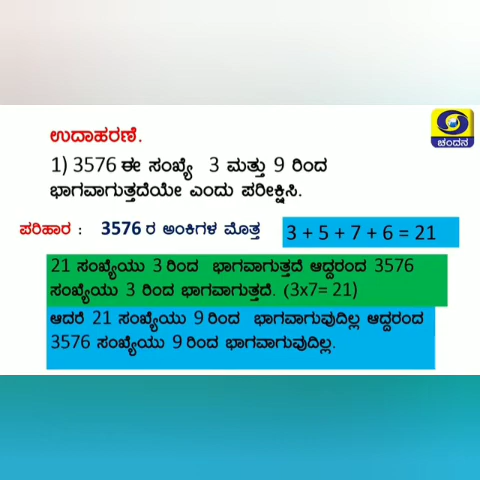 ಉದಾಹರಣೆ.
ಚಂದನ
1) 3576 ಈ ಸಂಖ್ಯೆ 3 ಮತ್ತು 9 ರಿಂದ
ಭಾಗವಾಗುತ್ತದೆಯೇ ಎಂದು ಪರೀಕ್ಷಿಸಿ.
ಪರಿಹಾರ : 3576 ರ ಅಂಕಿಗಳ ಮೊತ್ತ 3 + 5 + 7 + 6 = 21
21 ಸಂಖ್ಯೆಯು 3 ರಿಂದ ಭಾಗವಾಗುತ್ತದೆ ಆದ್ದರಂದ 3576
ಸಂಖ್ಯೆಯು 3 ರಿಂದ ಭಾಗವಾಗುತ್ತದೆ. (3x7= 21)
ಆದರೆ 21 ಸಂಖ್ಯೆಯು 9 ರಿಂದ ಭಾಗವಾಗುವುದಿಲ್ಲ ಆದ್ದರಂದ
3576 ಸಂಖ್ಯೆಯು 9 ರಿಂದ ಭಾಗವಾಗುವುದಿಲ್ಲ.